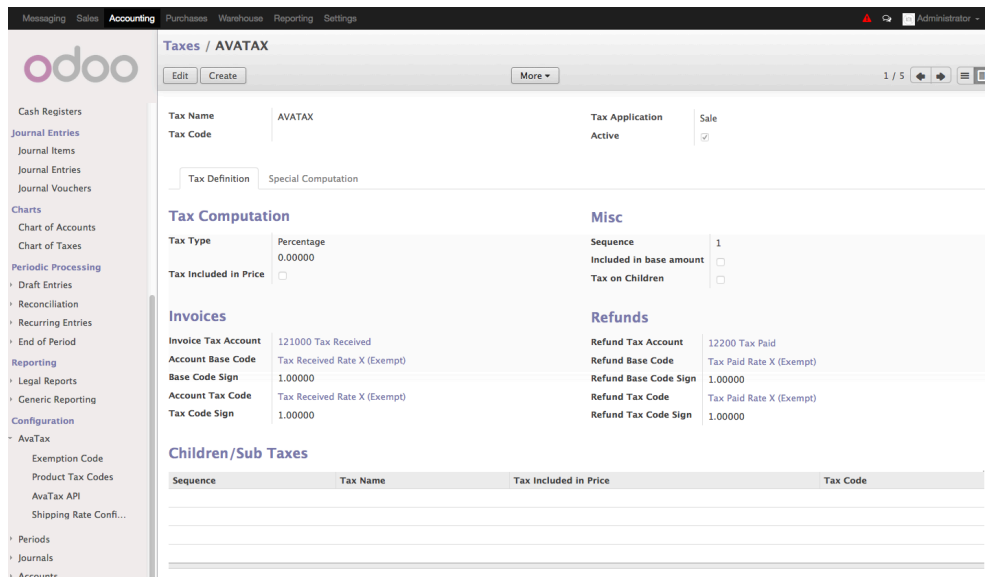 Messaging Sales Accounting Purchases Warehouse Reporting Settings Administrator
odoo
Cash Registers
Journal Entries
Journal Items
Journal Entries
Journal Vouchers
Charts
Chart of Accounts
Chart of Taxes
Periodic Processing
Draft Entries
Reconciliation
Recurring Entries
End of Period
Reporting
Legal Reports
Generic Reporting
Configuration
AvaTax
Exemption Code
Product Tax Codes
AvaTax API
Shipping Rate Confi...
Periods
Journals
Accounts
Taxes / AVATAX
Edit Create More 1 / 5
Tax Name AVATAX Tax Application Sale
Tax Code Active
Tax Definition Special Computation
Tax Computation Misc
Tax Type Percentage Sequence 1
0.00000 Included in base amount
Tax Included in Price Tax on Children
Invoices Refunds
Invoice Tax Account 121000 Tax Received Refund Tax Account 12200 Tax Paid
Account Base Code Tax Received Rate X (Exempt) Refund Base Code Tax Paid Rate X (Exempt)
Base Code Sign 1.00000 Refund Base Code Sign 1.00000
Account Tax Code Tax Received Rate X (Exempt) Refund Tax Code Tax Paid Rate X (Exempt)
Tax Code Sign 1.00000 Refund Tax Code Sign 1.00000
Children/Sub Taxes
Sequence Tax Name Tax Included in Price Tax Code